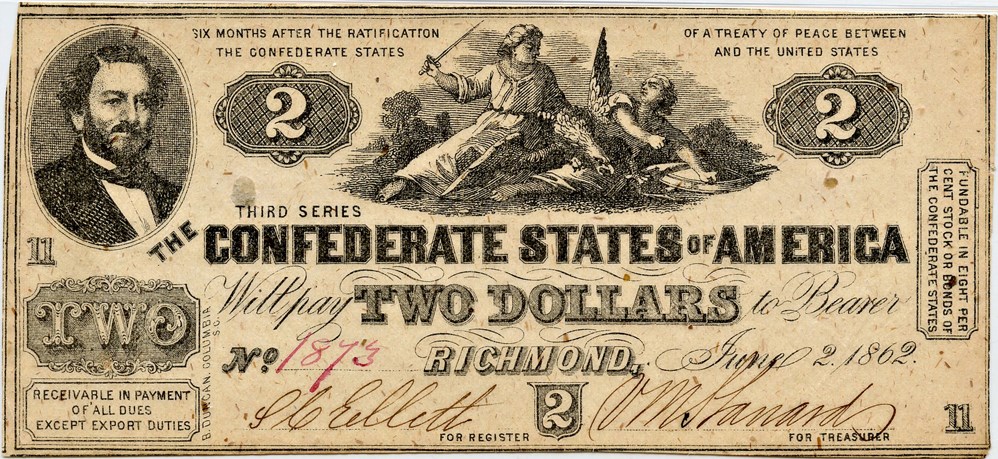 SIX MONTHS AFTER THE RATIFICATION
THE CONFEDERATE STATES
OF A TREATY OF PEACE BETWEEN
AND THE UNITED STATES
2
2
THIRD SERIES
11
THE CONFEDERATE STATES OF AMERICA
FUNDABLE IN EIGHT PER
CENT STOCK OR BONDS OF
THE CONFEDERATE STATES
TWO
Will pay TWO DOLLARS to Bearer
No. 1873
RICHMOND, June 2. 1862.
B. DUNCAN, COLUMBIA
S.C.
RECEIVABLE IN PAYMENT
OF ALL DUES
EXCEPT EXPORT DUTIES
2
FOR REGISTER
FOR TREASURER
11